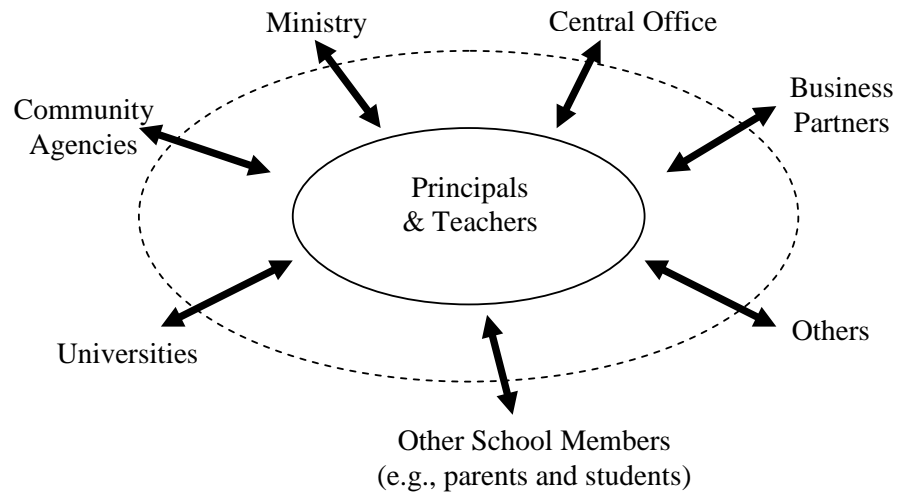 Ministry
Central Office
Community
Agencies
Business
Partners
Principals
& Teachers
Universities
Others
Other School Members
(e.g., parents and students)